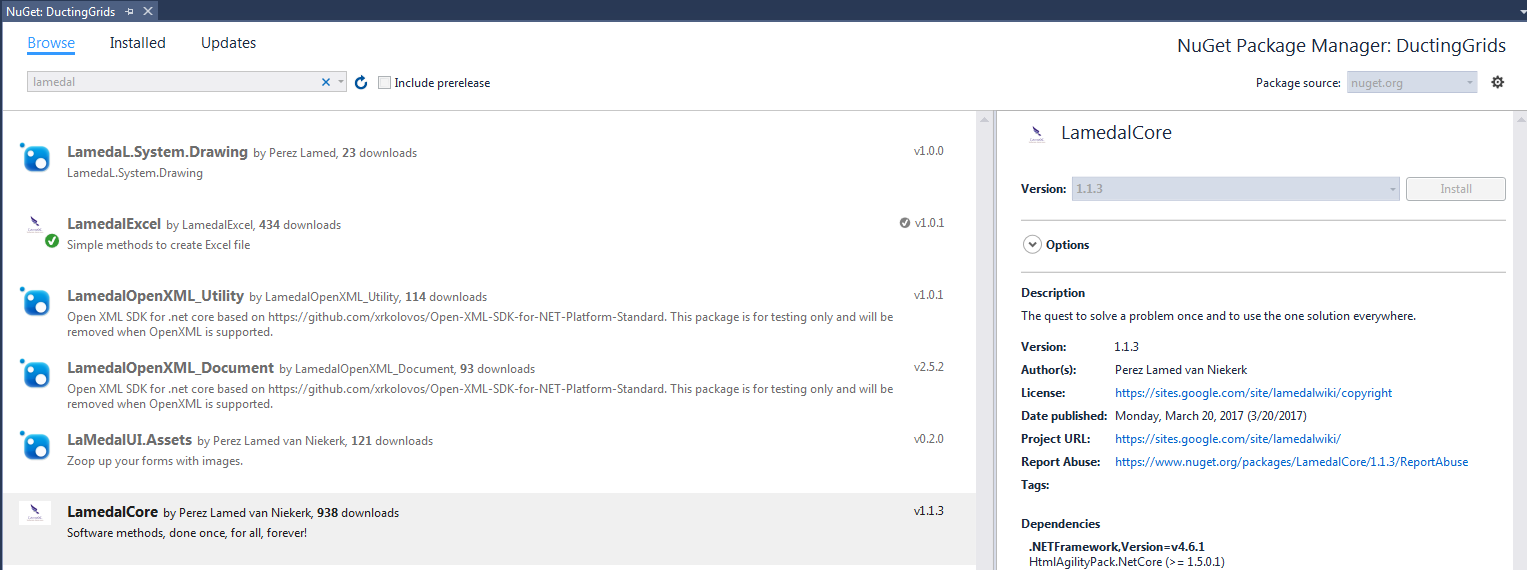 NuGet: DuctingGrids
Browse Installed Updates
NuGet Package Manager: DuctingGrids
lamedal
Include prerelease
Package source: nuget.org
LamedaL.System.Drawing by Perez Lamed, 23 downloads v1.0.0
LamedaL.System.Drawing
LamedalExcel by LamedalExcel, 434 downloads v1.0.1
Simple methods to create Excel file
LamedalOpenXML_Utility by LamedalOpenXML_Utility, 114 downloads v1.0.1
Open XML SDK for .net core based on https://github.com/xrkolovos/Open-XML-SDK-for-NET-Platform-Standard. This package is for testing only and will be
removed when OpenXML is supported.
LamedalOpenXML_Document by LamedalOpenXML_Document, 93 downloads v2.5.2
Open XML SDK for .net core based on https://github.com/xrkolovos/Open-XML-SDK-for-NET-Platform-Standard. This package is for testing only and will be
removed when OpenXML is supported.
LaMedalUI.Assets by Perez Lamed van Niekerk, 121 downloads v0.2.0
Zoop up your forms with images.
LamedalCore by Perez Lamed van Niekerk, 938 downloads v1.1.3
Software methods, done once, for all, forever!
LamedalCore
Version: 1.1.3 Install
Options
Description
The quest to solve a problem once and to use the one solution everywhere.
Version: 1.1.3
Author(s): Perez Lamed van Niekerk
License: https://sites.google.com/site/lamedalwiki/copyright
Date published: Monday, March 20, 2017 (3/20/2017)
Project URL: https://sites.google.com/site/lamedalwiki/
Report Abuse: https://www.nuget.org/packages/LamedalCore/1.1.3/ReportAbuse
Tags:
Dependencies
.NETFramework,Version=v4.6.1
HtmlAgilityPack.NetCore (>= 1.5.0.1)